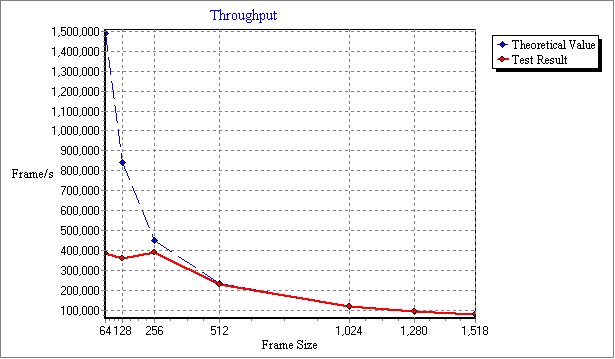 Throughput
1,500,000
1,400,000
1,300,000
1,200,000
1,100,000
1,000,000
900,000
800,000
700,000
600,000
500,000
400,000
300,000
200,000
100,000
Frame/s
64 128 256 512 1,024 1,280 1,518
Frame Size
Theoretical Value
Test Result